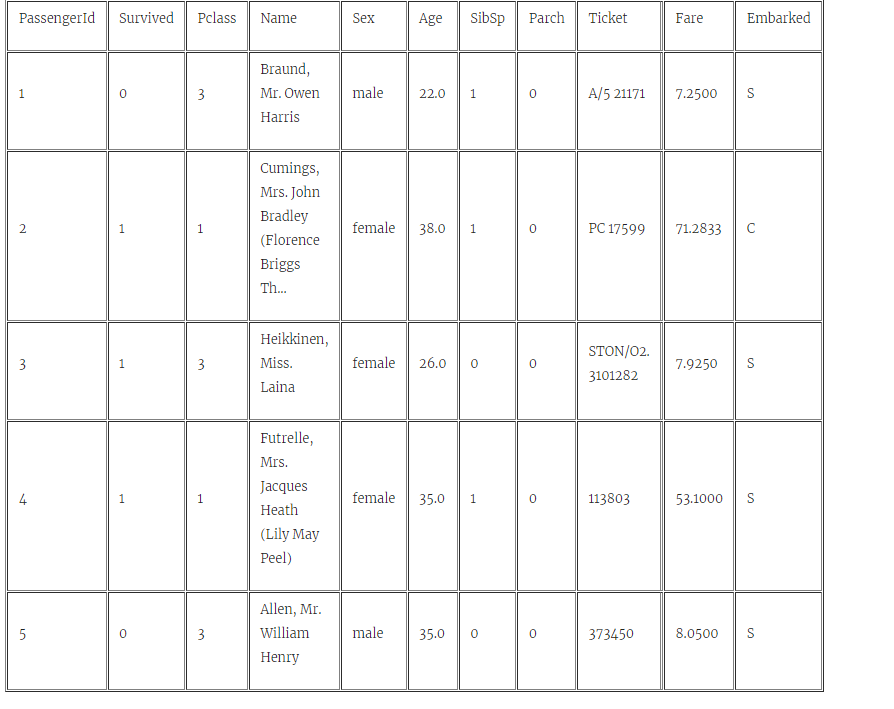 PassengerId Survived Pclass Name Sex Age SibSp Parch Ticket Fare Embarked
1 0 3 Braund, Mr. Owen Harris male 22.0 1 0 A/5 21171 7.2500 S
2 1 1 Cumings, Mrs. John Bradley (Florence Briggs Th... female 38.0 1 0 PC 17599 71.2833 C
3 1 3 Heikkinen, Miss. Laina female 26.0 0 0 STON/O2. 3101282 7.9250 S
4 1 1 Futrelle, Mrs. Jacques Heath (Lily May Peel) female 35.0 1 0 113803 53.1000 S
5 0 3 Allen, Mr. William Henry male 35.0 0 0 373450 8.0500 S